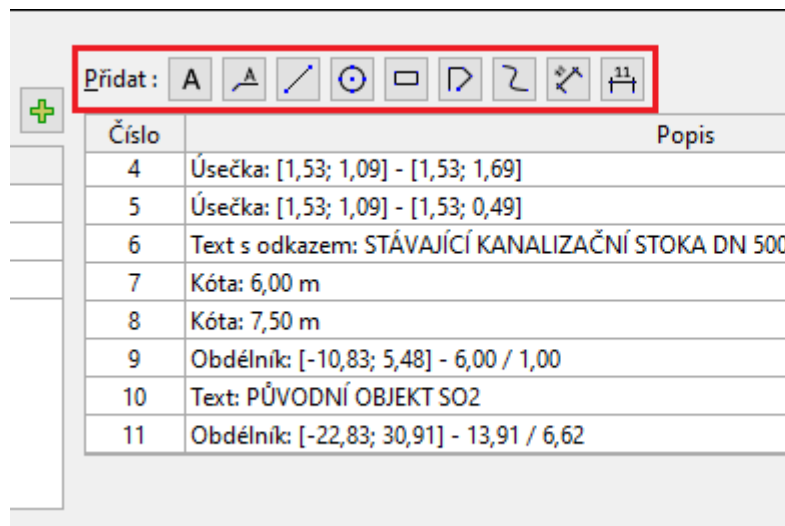 Přidat : A A 11
Číslo Popis
4 Úsečka: [1,53; 1,09] - [1,53; 1,69]
5 Úsečka: [1,53; 1,09] - [1,53; 0,49]
6 Text s odkazem: STÁVAJÍCÍ KANALIZAČNÍ STOKA DN 500
7 Kóta: 6,00 m
8 Kóta: 7,50 m
9 Obdélník: [-10,83; 5,48] - 6,00 / 1,00
10 Text: PŮVODNÍ OBJEKT SO2
11 Obdélník: [-22,83; 30,91] - 13,91 / 6,62